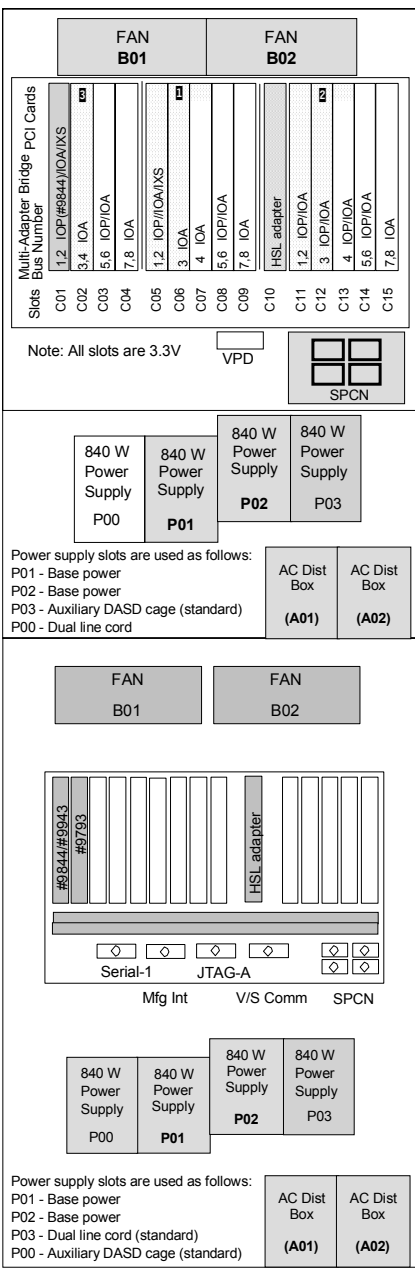 FAN
B01
FAN
B02
Slots
Multi-Adapter Bridge
Bus Number
PCI Cards
C01 1,2 IOP(#9844)/IOA/IXS
C02 3,4 IOA 3
C03 5,6 IOP/IOA
C04 7,8 IOA
C05 1,2 IOP/IOA/IXS
C06 3 IOA 1
C07 4 IOA
C08 5,6 IOP/IOA
C09 7,8 IOA
C10 HSL adapter
C11 1,2 IOP/IOA
C12 3 IOP/IOA 2
C13 4 IOP/IOA
C14 5,6 IOP/IOA
C15 7,8 IOA
Note: All slots are 3.3V
VPD
SPCN
840 W
Power
Supply
P00
840 W
Power
Supply
P01
840 W
Power
Supply
P02
840 W
Power
Supply
P03
Power supply slots are used as follows:
P01 - Base power
P02 - Base power
P03 - Auxiliary DASD cage (standard)
P00 - Dual line cord
AC Dist
Box
(A01)
AC Dist
Box
(A02)
FAN
B01
FAN
B02
#9844/#9943
#9793
HSL adapter
Serial-1
JTAG-A
Mfg Int
V/S Comm
SPCN
840 W
Power
Supply
P00
840 W
Power
Supply
P01
840 W
Power
Supply
P02
840 W
Power
Supply
P03
Power supply slots are used as follows:
P01 - Base power
P02 - Base power
P03 - Dual line cord (standard)
P00 - Auxiliary DASD cage (standard)
AC Dist
Box
(A01)
AC Dist
Box
(A02)